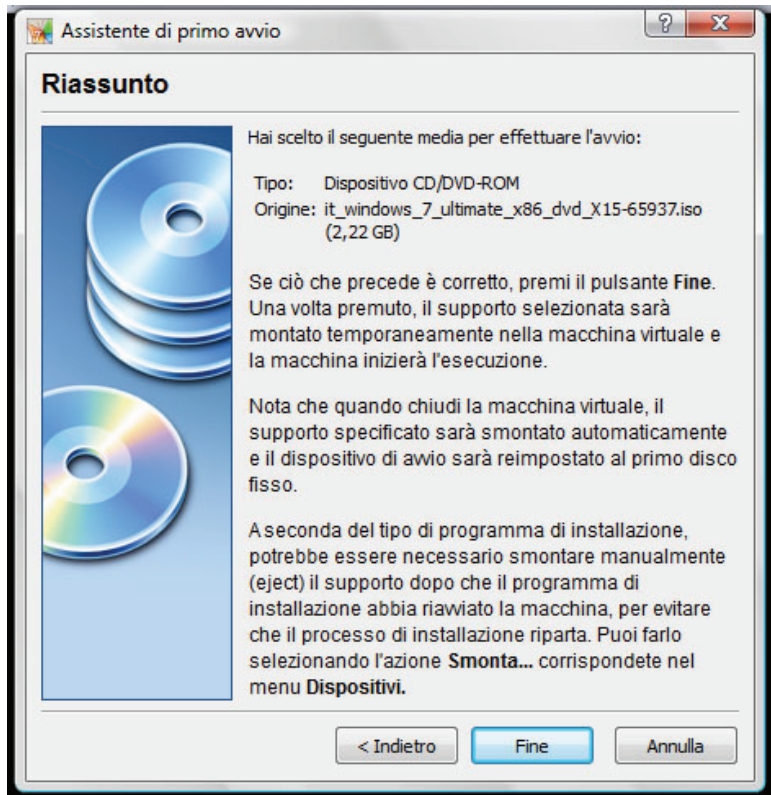 Assistente di primo avvio
Riassunto
Hai scelto il seguente media per effettuare l'avvio:
Tipo: Dispositivo CD/DVD-ROM
Origine: it_windows_7_ultimate_x86_dvd_X15-65937.iso
(2,22 GB)
Se ciò che precede è corretto, premi il pulsante Fine.
Una volta premuto, il supporto selezionata sarà
montato temporaneamente nella macchina virtuale e
la macchina inizierà l'esecuzione.
Nota che quando chiudi la macchina virtuale, il
supporto specificato sarà smontato automaticamente
e il dispositivo di avvio sarà reimpostato al primo disco
fisso.
A seconda del tipo di programma di installazione,
potrebbe essere necessario smontare manualmente
(eject) il supporto dopo che il programma di
installazione abbia riavviato la macchina, per evitare
che il processo di installazione riparta. Puoi farlo
selezionando l'azione Smonta... corrispondete nel
menu Dispositivi.
< Indietro Fine Annulla